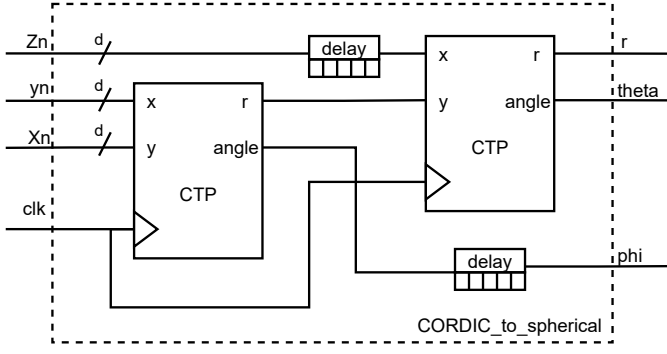 Zn
d
delay
x
r
r
yn
d
x
r
y
angle
theta
Xn
d
y
angle
CTP
CTP
clk
delay
phi
CORDIC_to_spherical